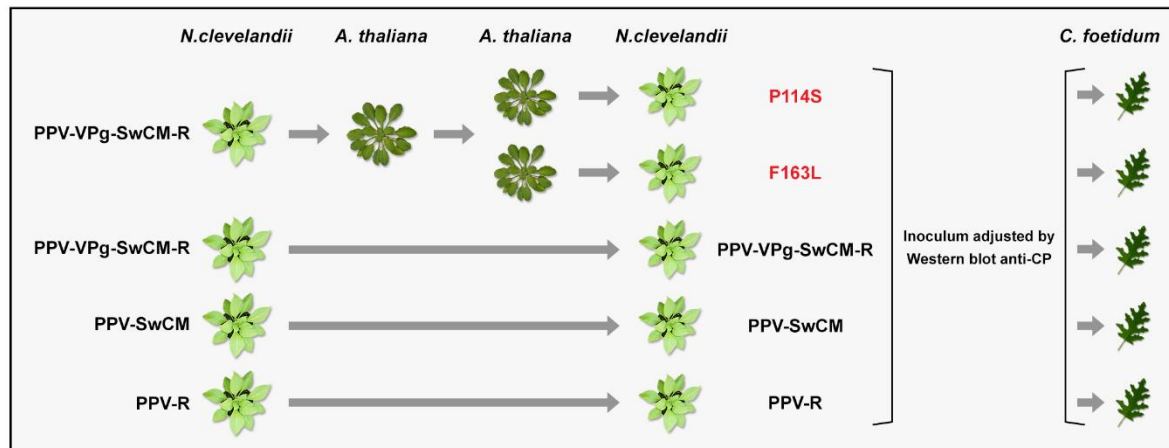 N.clevelandii A. thaliana A. thaliana N.clevelandii C. foetidum
P114S
PPV-VPg-SwCM-R
F163L
PPV-VPg-SwCM-R PPV-VPg-SwCM-R
Inoculum adjusted by
Western blot anti-CP
PPV-SwCM PPV-SwCM
PPV-R PPV-R